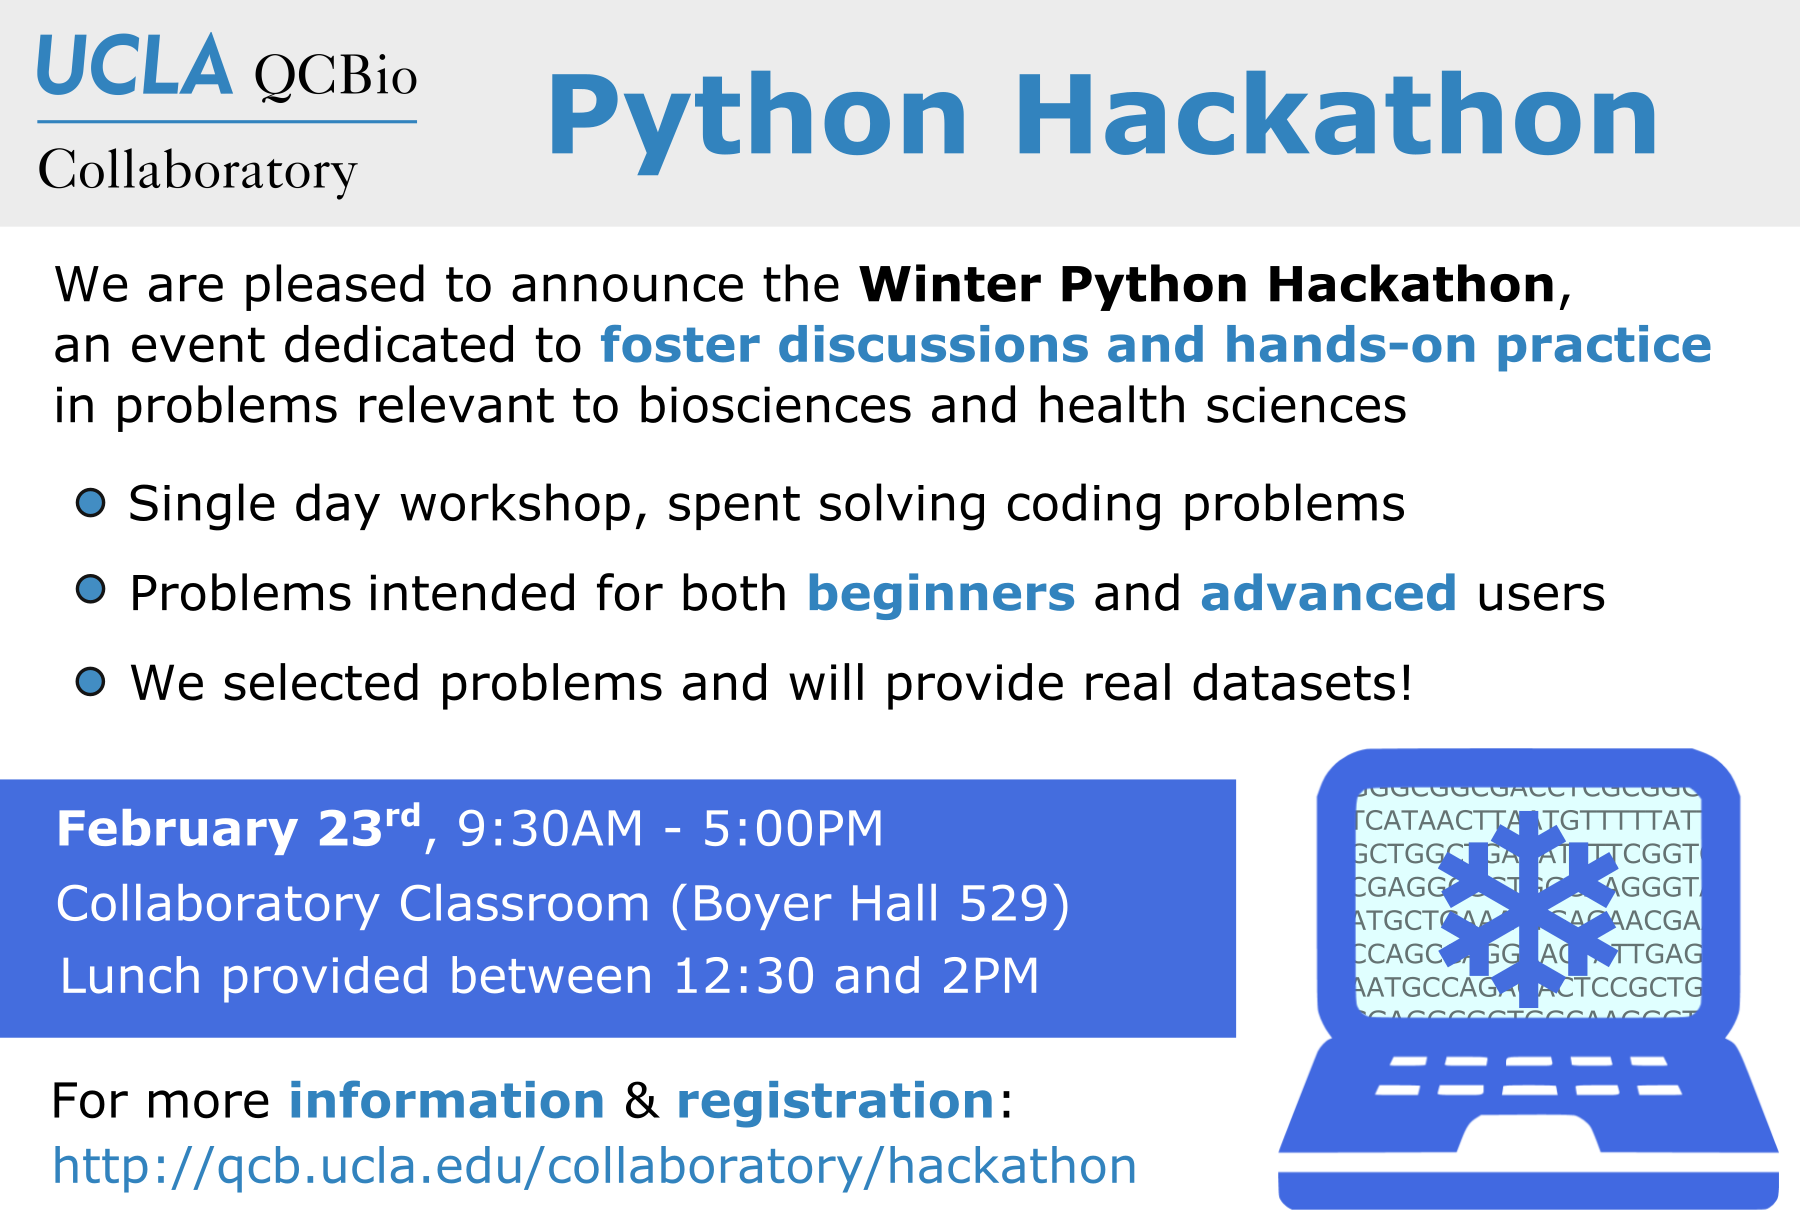 UCLA QCBio
Collaboratory
Python Hackathon
We are pleased to announce the Winter Python Hackathon,
an event dedicated to foster discussions and hands-on practice
in problems relevant to biosciences and health sciences
Single day workshop, spent solving coding problems
Problems intended for both beginners and advanced users
We selected problems and will provide real datasets!
February 23rd, 9:30AM - 5:00PM
Collaboratory Classroom (Boyer Hall 529)
Lunch provided between 12:30 and 2PM
For more information & registration:
http://qcb.ucla.edu/collaboratory/hackathon